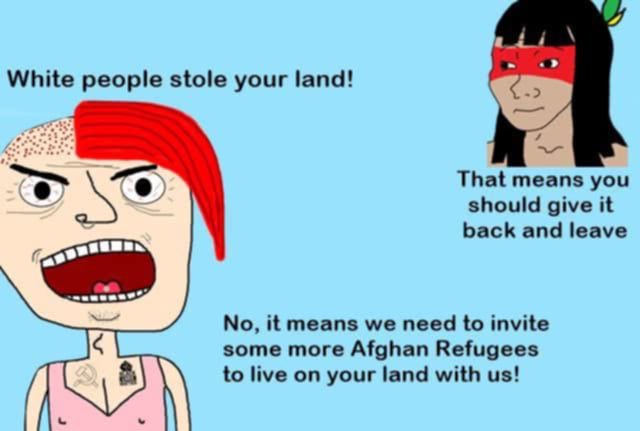 White people stole your land!
That means you
should give it
back and leave
No, it means we need to invite
some more Afghan Refugees
to live on your land with us!